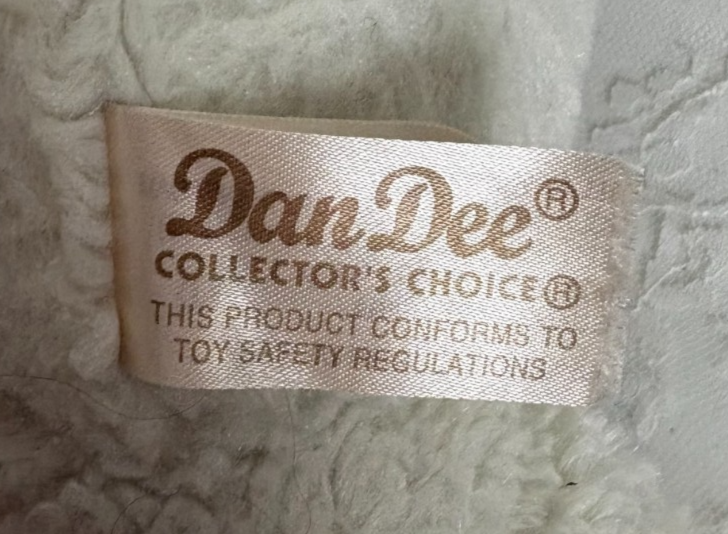 Dan Dee®
COLLECTOR'S CHOICE®
THIS PRODUCT CONFORMS TO
TOY SAFETY REGULATIONS